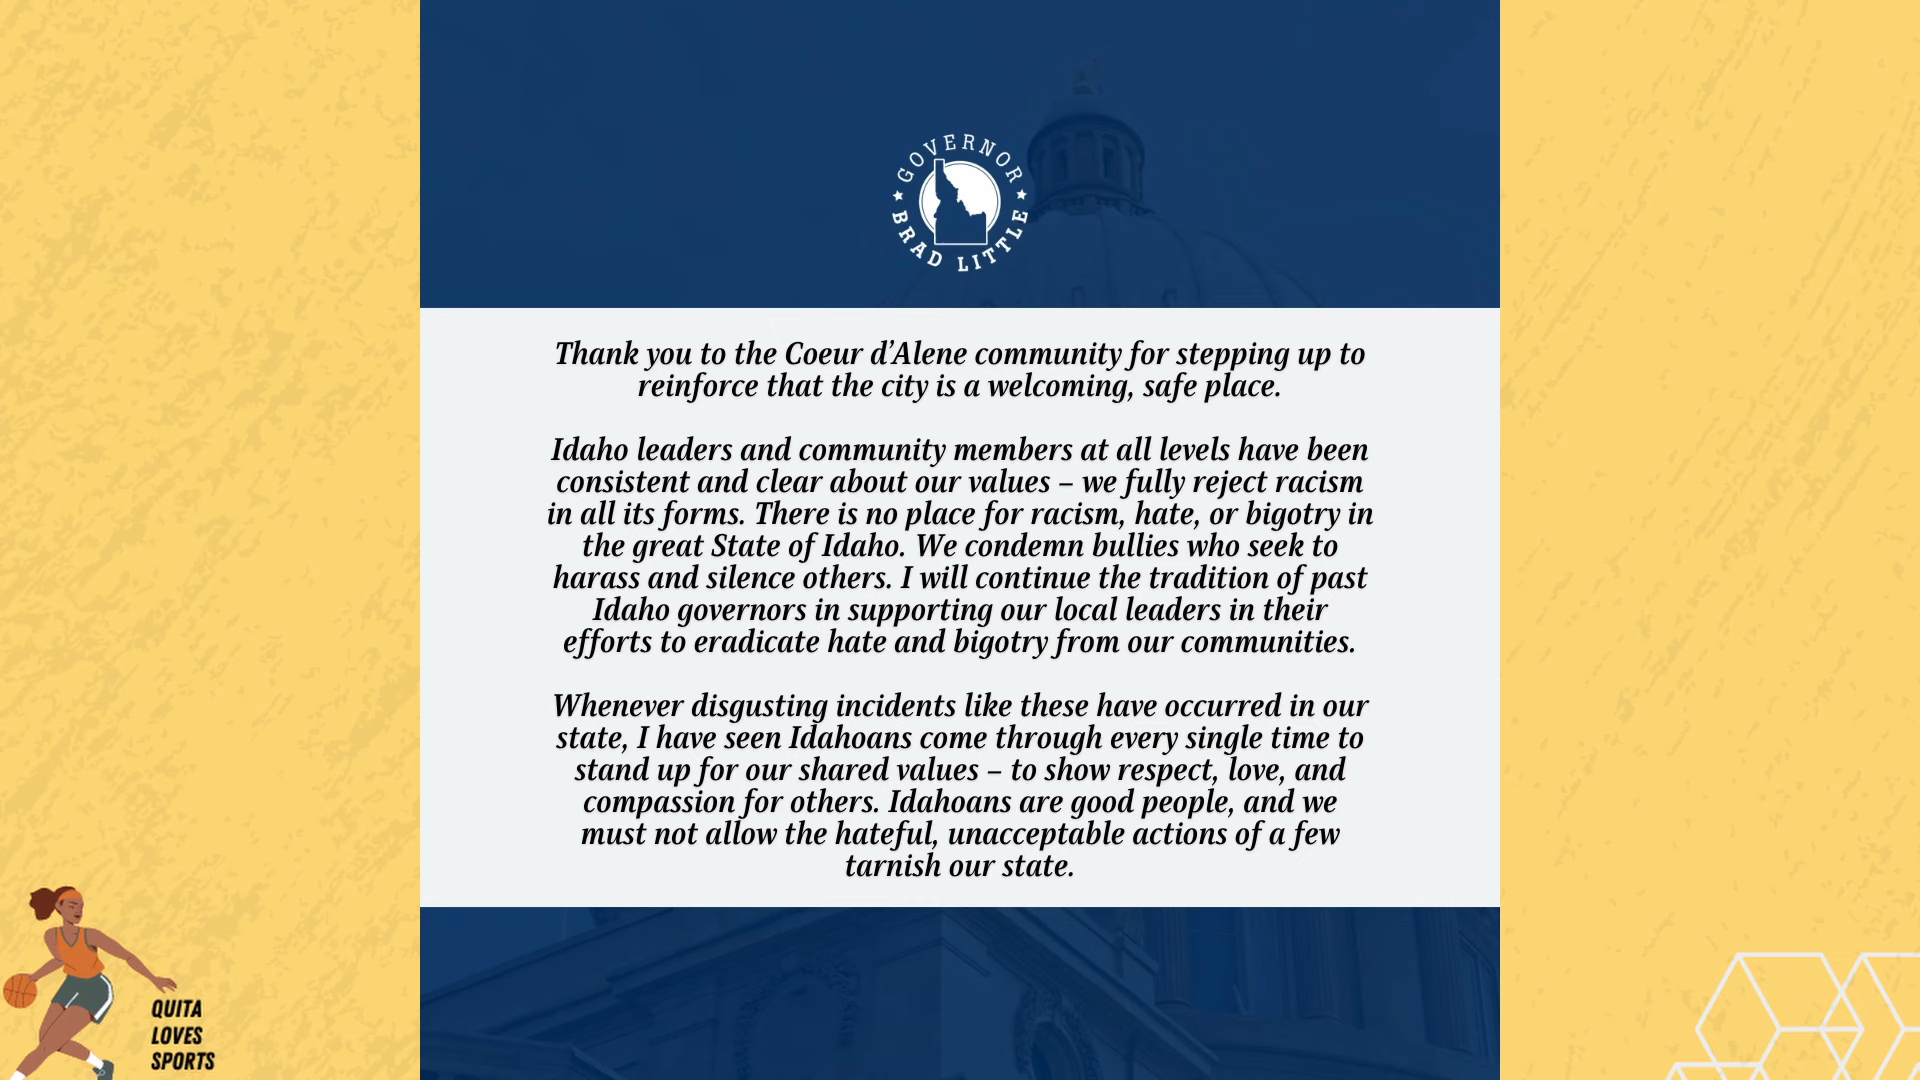 GOVERNOR
BRAD LITTLE
Thank you to the Coeur d’Alene community for stepping up to
reinforce that the city is a welcoming, safe place.
Idaho leaders and community members at all levels have been
consistent and clear about our values – we fully reject racism
in all its forms. There is no place for racism, hate, or bigotry in
the great State of Idaho. We condemn bullies who seek to
harass and silence others. I will continue the tradition of past
Idaho governors in supporting our local leaders in their
efforts to eradicate hate and bigotry from our communities.
Whenever disgusting incidents like these have occurred in our
state, I have seen Idahoans come through every single time to
stand up for our shared values – to show respect, love, and
compassion for others. Idahoans are good people, and we
must not allow the hateful, unacceptable actions of a few
tarnish our state.
QUITA
LOVES
SPORTS